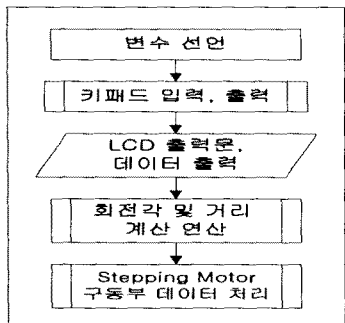 변수 선언
키패드 입력, 출력
LCD 출력문,
데이터 출력
회전각 및 거리
계산 연산
Stepping Motor
구동부 데이터 처리